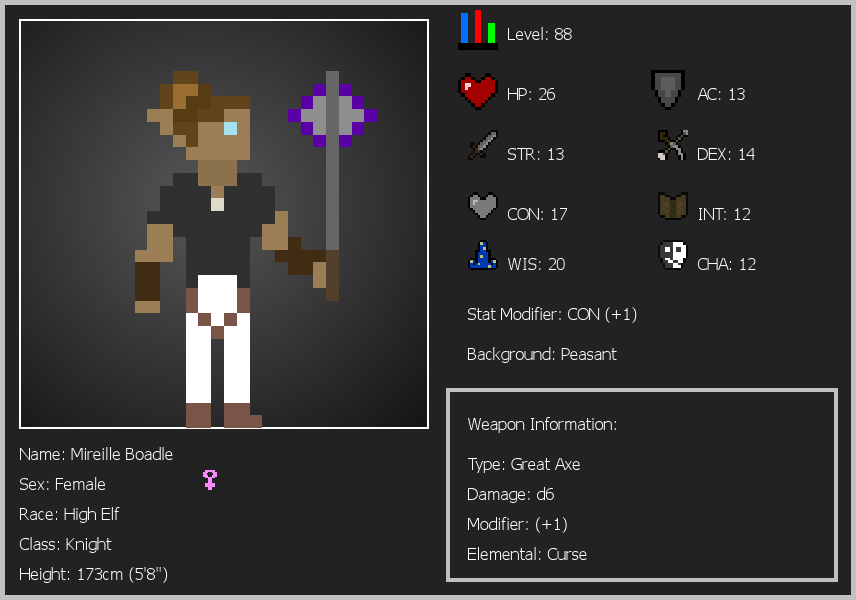 Level: 88
HP: 26
AC: 13
STR: 13
DEX: 14
CON: 17
INT: 12
WIS: 20
CHA: 12
Stat Modifier: CON (+1)
Background: Peasant
Weapon Information:
Type: Great Axe
Damage: d6
Modifier: (+1)
Elemental: Curse
Name: Mireille Boadle
Sex: Female
Race: High Elf
Class: Knight
Height: 173cm (5'8")